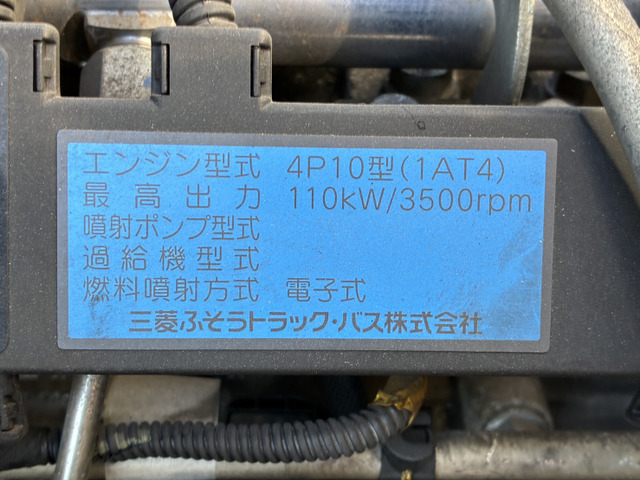 エンジン型式 4P10型(1AT4)
最高出力 110kW/3500rpm
噴射ポンプ型式
過給機型式
燃料噴射方式 電子式
三菱ふそうトラック・バス株式会社